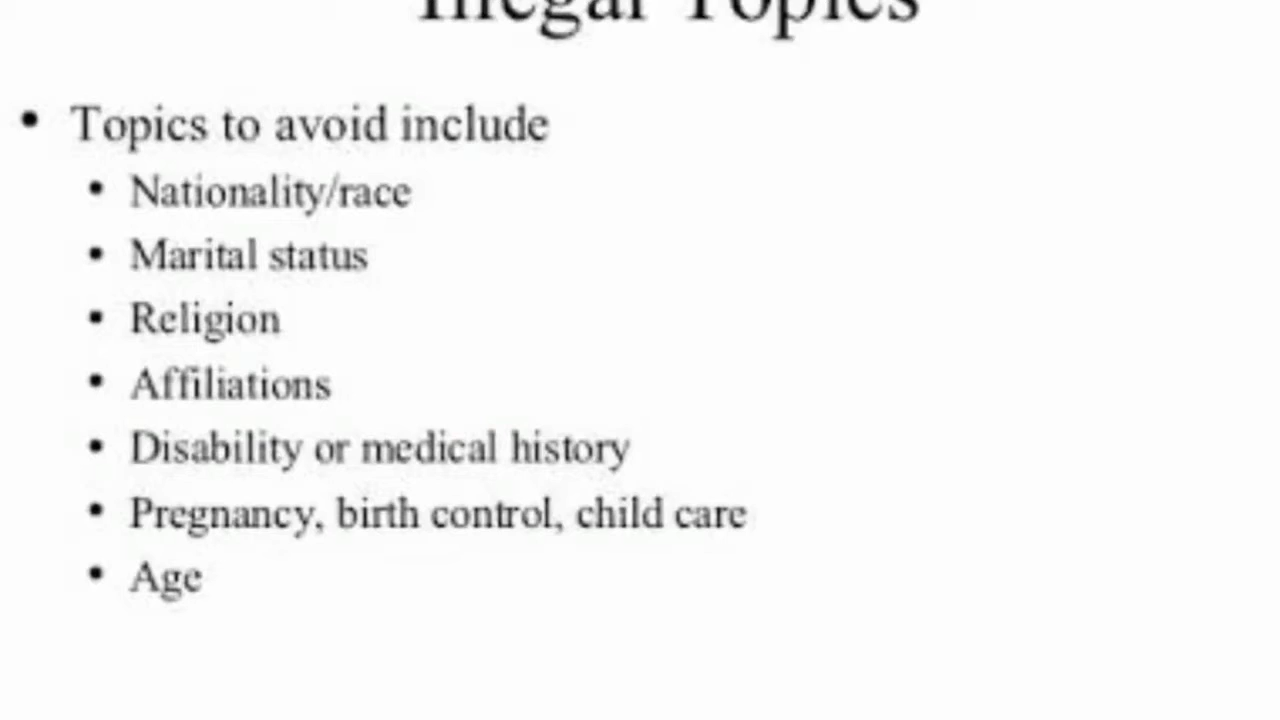 Illegal Topics
• Topics to avoid include
• Nationality/race
• Marital status
• Religion
• Affiliations
• Disability or medical history
• Pregnancy, birth control, child care
• Age